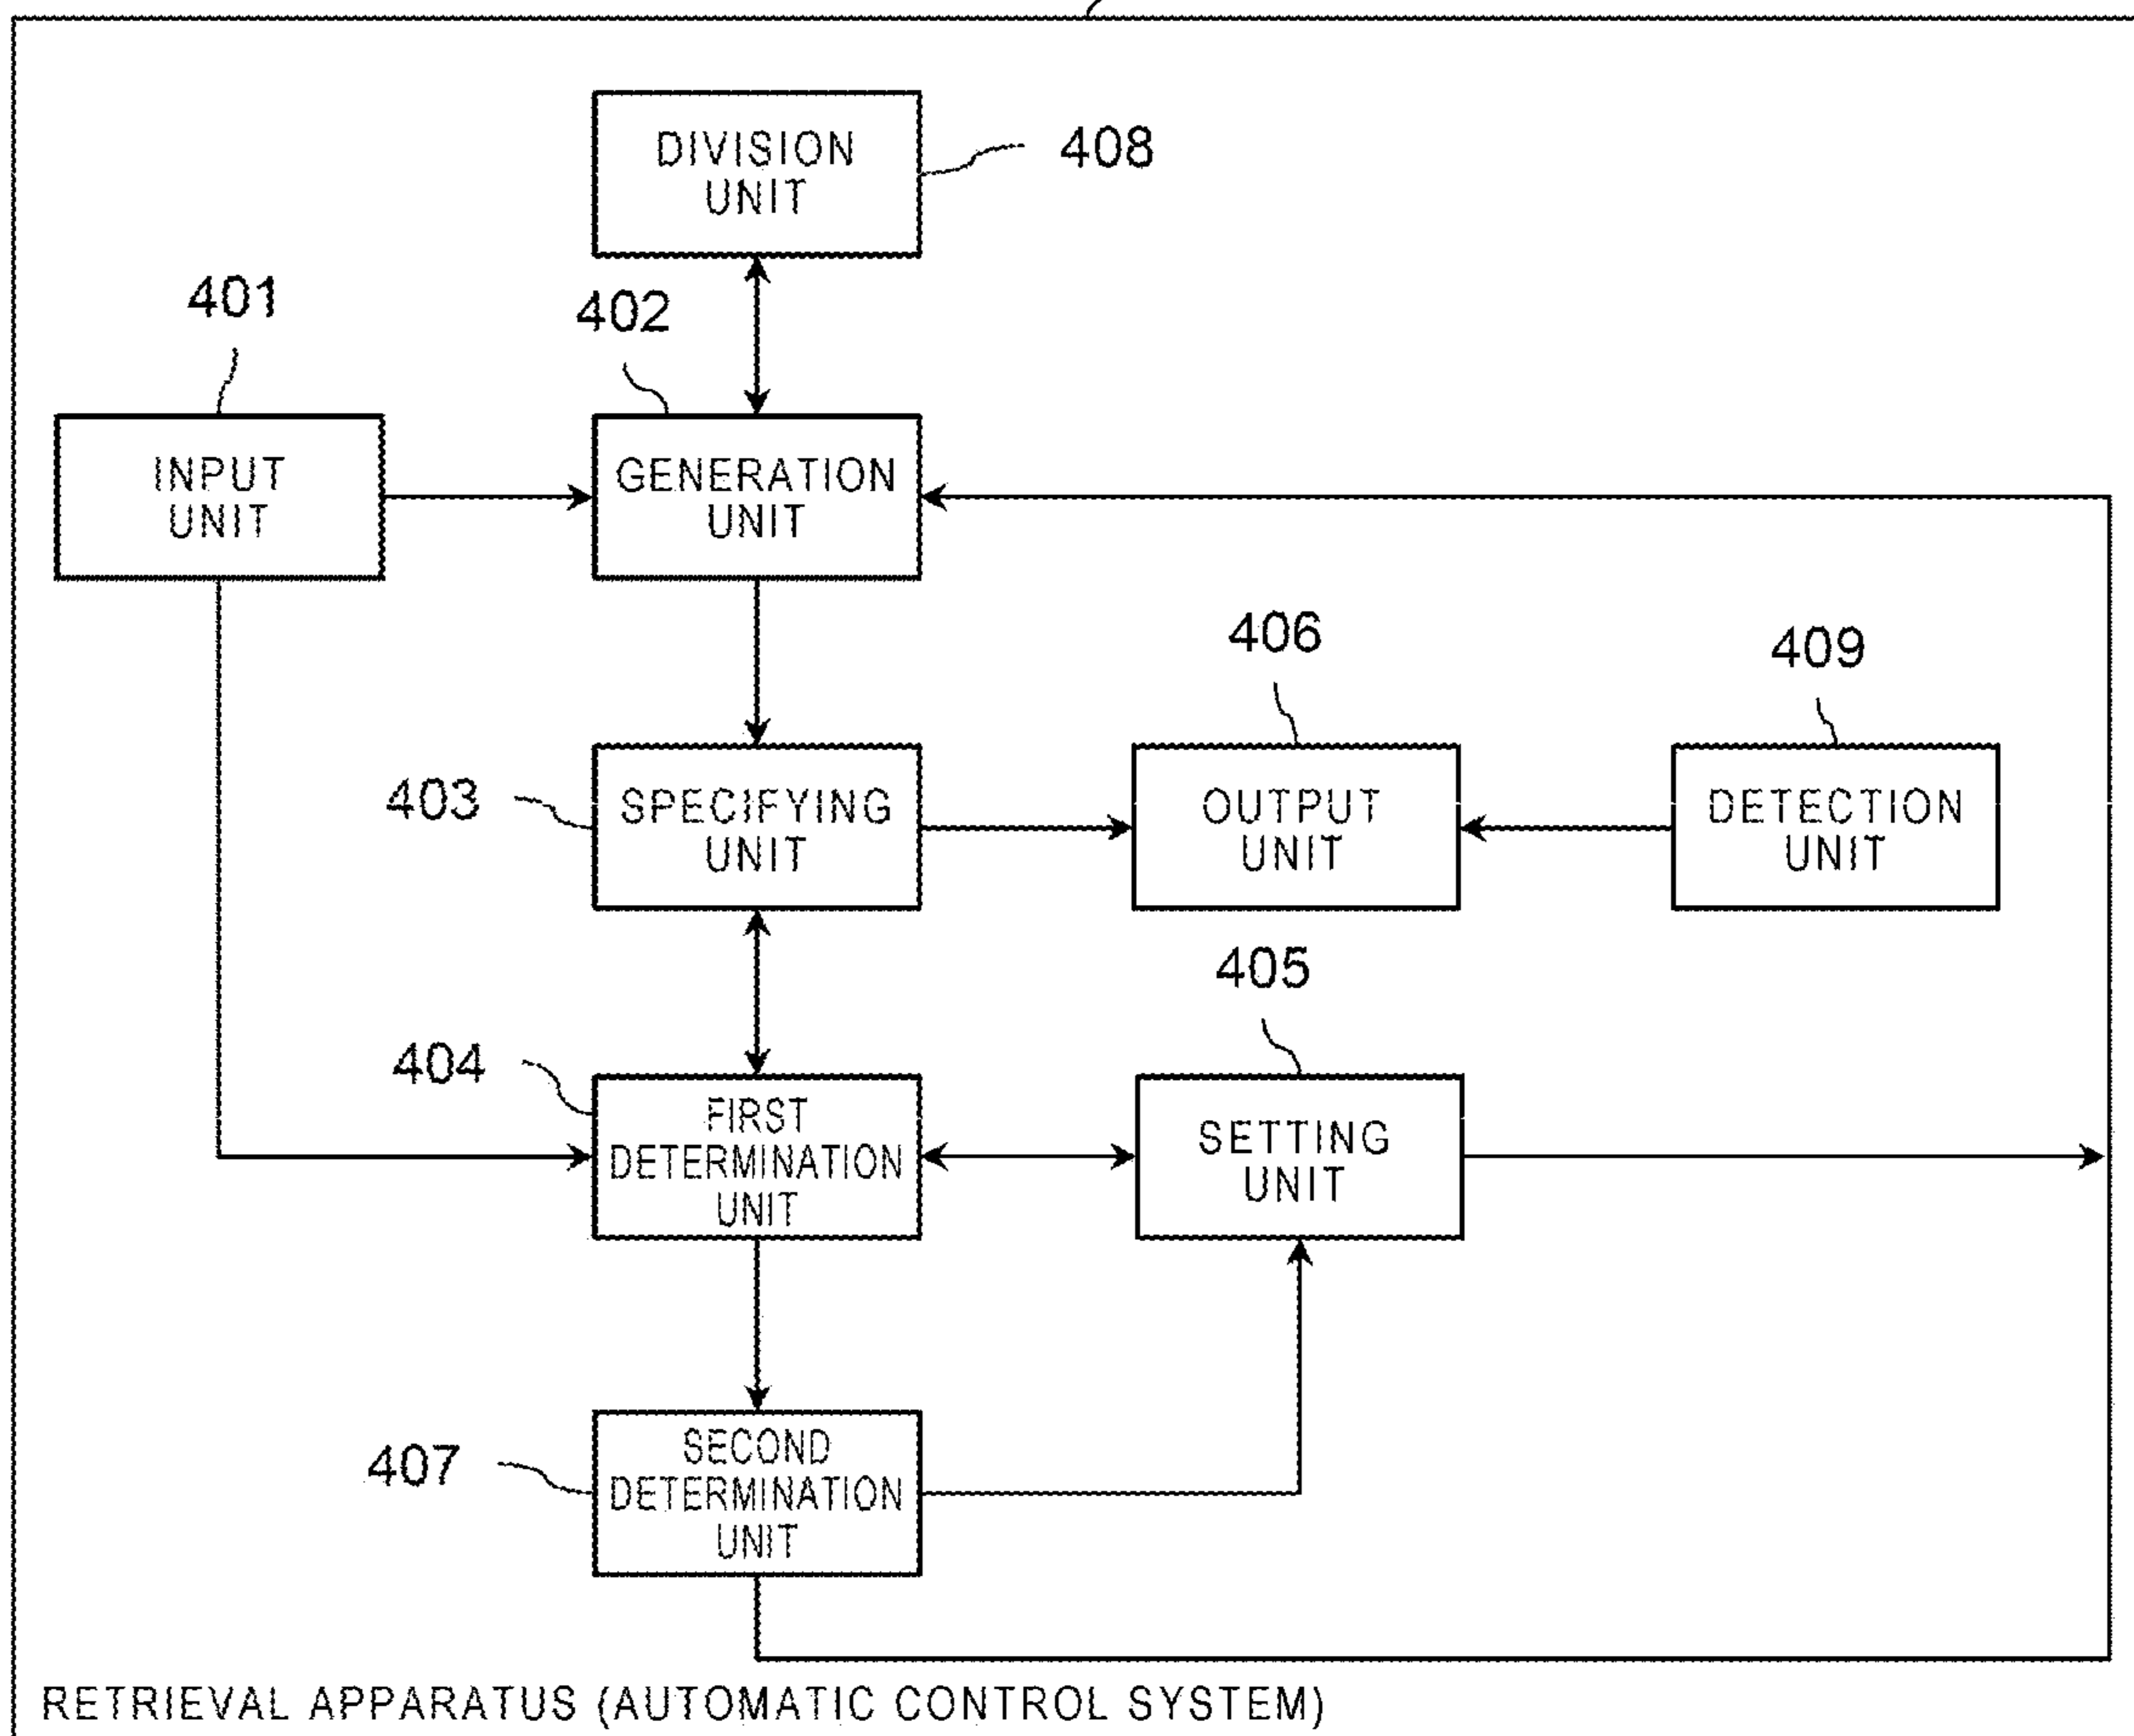 DIVISION
UNIT
408
401
402
INPUT
UNIT
GENERATION
UNIT
406
409
403
SPECIFYING
UNIT
OUTPUT
UNIT
DETECTION
UNIT
405
404
FIRST
DETERMINATION
UNIT
SETTING
UNIT
407
SECOND
DETERMINATION
UNIT
RETRIEVAL APPARATUS (AUTOMATIC CONTROL SYSTEM)